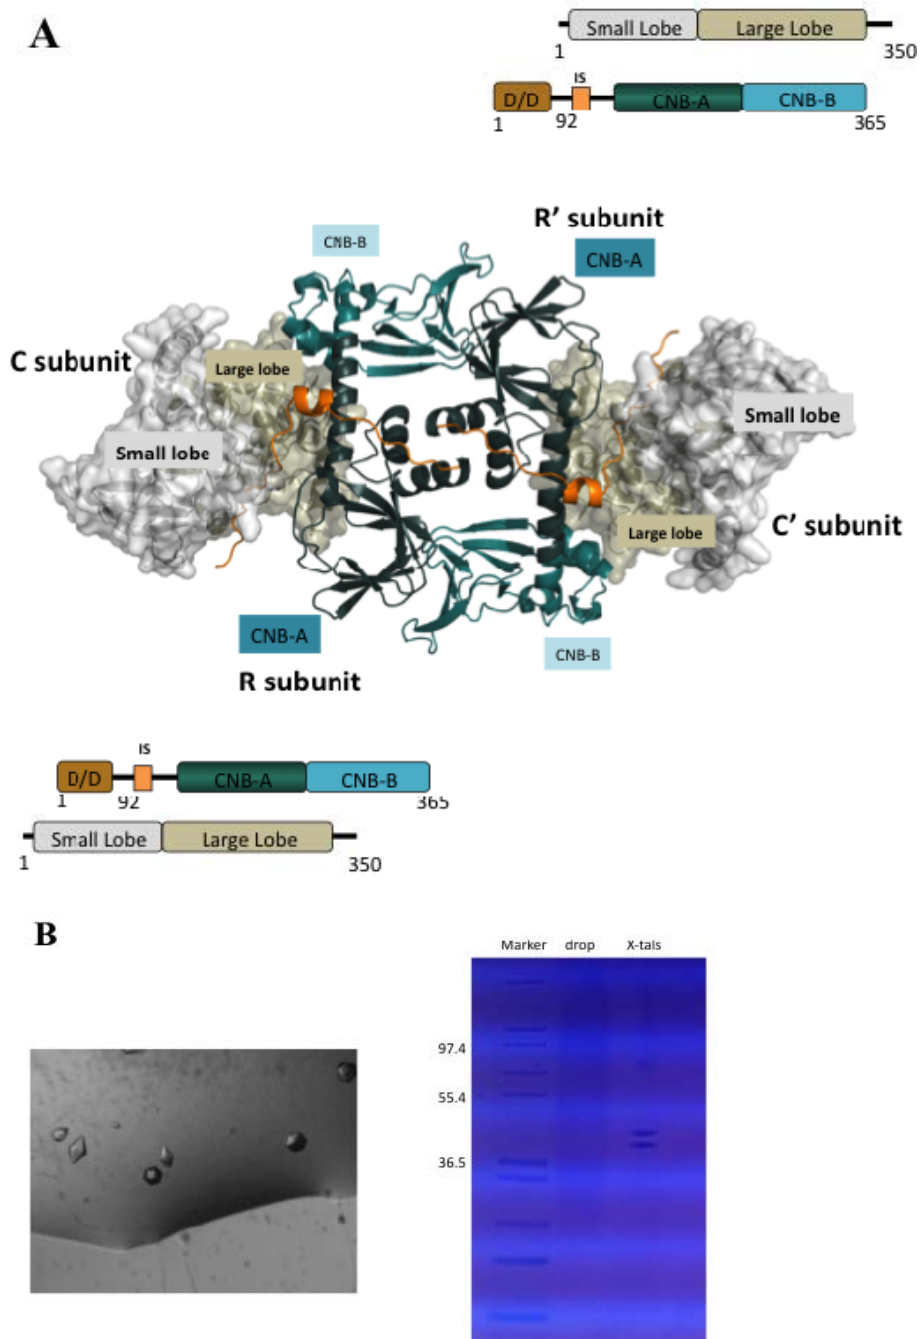 A
Small Lobe Large Lobe
1 350
IS
D/D CNB-A CNB-B
1 92 365
R’ subunit
CNB-B
CNB-A
C subunit
Large lobe
Small lobe
Small lobe
Large lobe
C’ subunit
CNB-A
CNB-B
R subunit
IS
D/D CNB-A CNB-B
1 92 365
Small Lobe Large Lobe
1 350
B
Marker drop X-tals
97.4
55.4
36.5